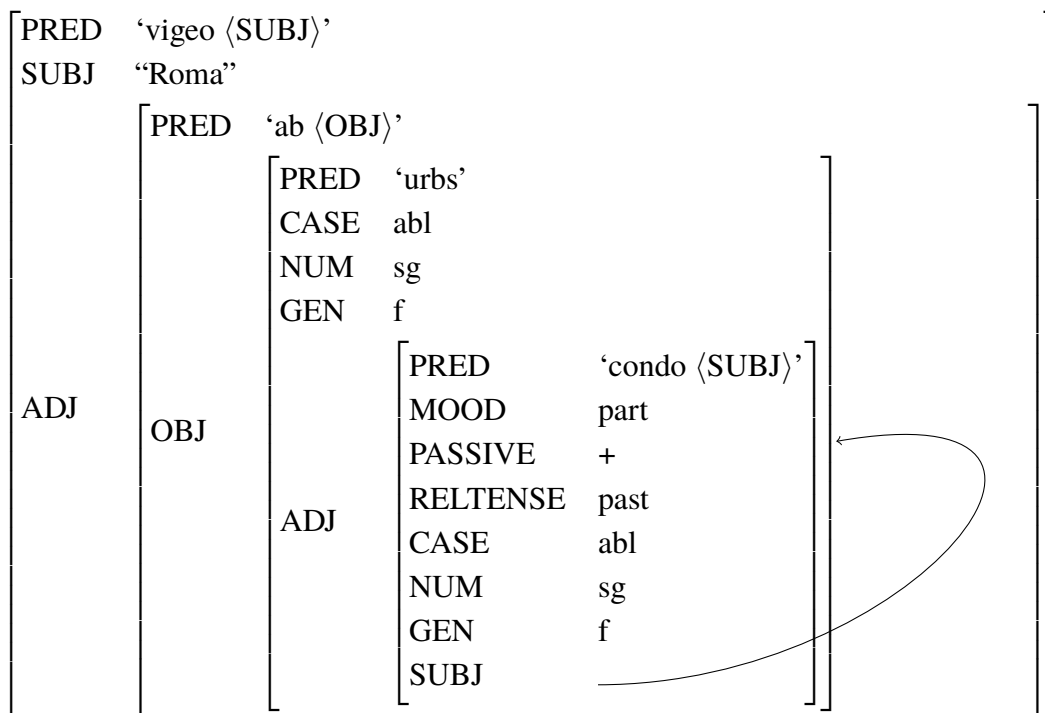 PRED ‘vigeo ⟨SUBJ⟩’
SUBJ “Roma”
PRED ‘ab ⟨OBJ⟩’
PRED ‘urbs’
CASE abl
NUM sg
GEN f
PRED ‘condo ⟨SUBJ⟩’
ADJ MOOD part
OBJ PASSIVE +
RELTENSE past
ADJ
CASE abl
NUM sg
GEN f
SUBJ